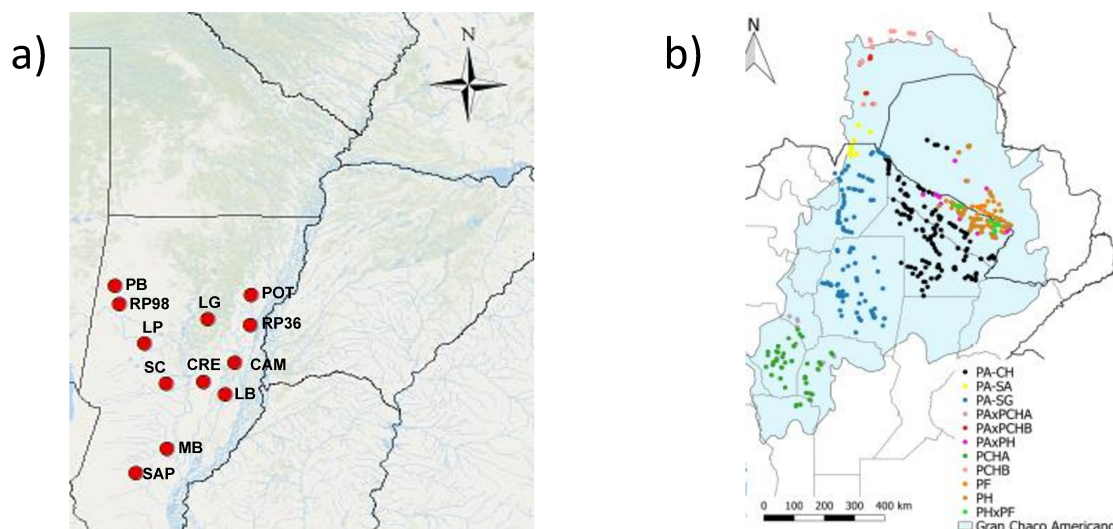 a)
N
PB
RP98
LG
POT
LP
RP36
SC
CRE
CAM
LB
MB
SAP
b)
N
PA-CH
PA-SA
PA-SG
PAxPCHA
PAxPCHB
PAxPH
PCHA
PCHB
PF
PH
PHxPF
Gran Chaco Americano
0 100 200 300 400 km